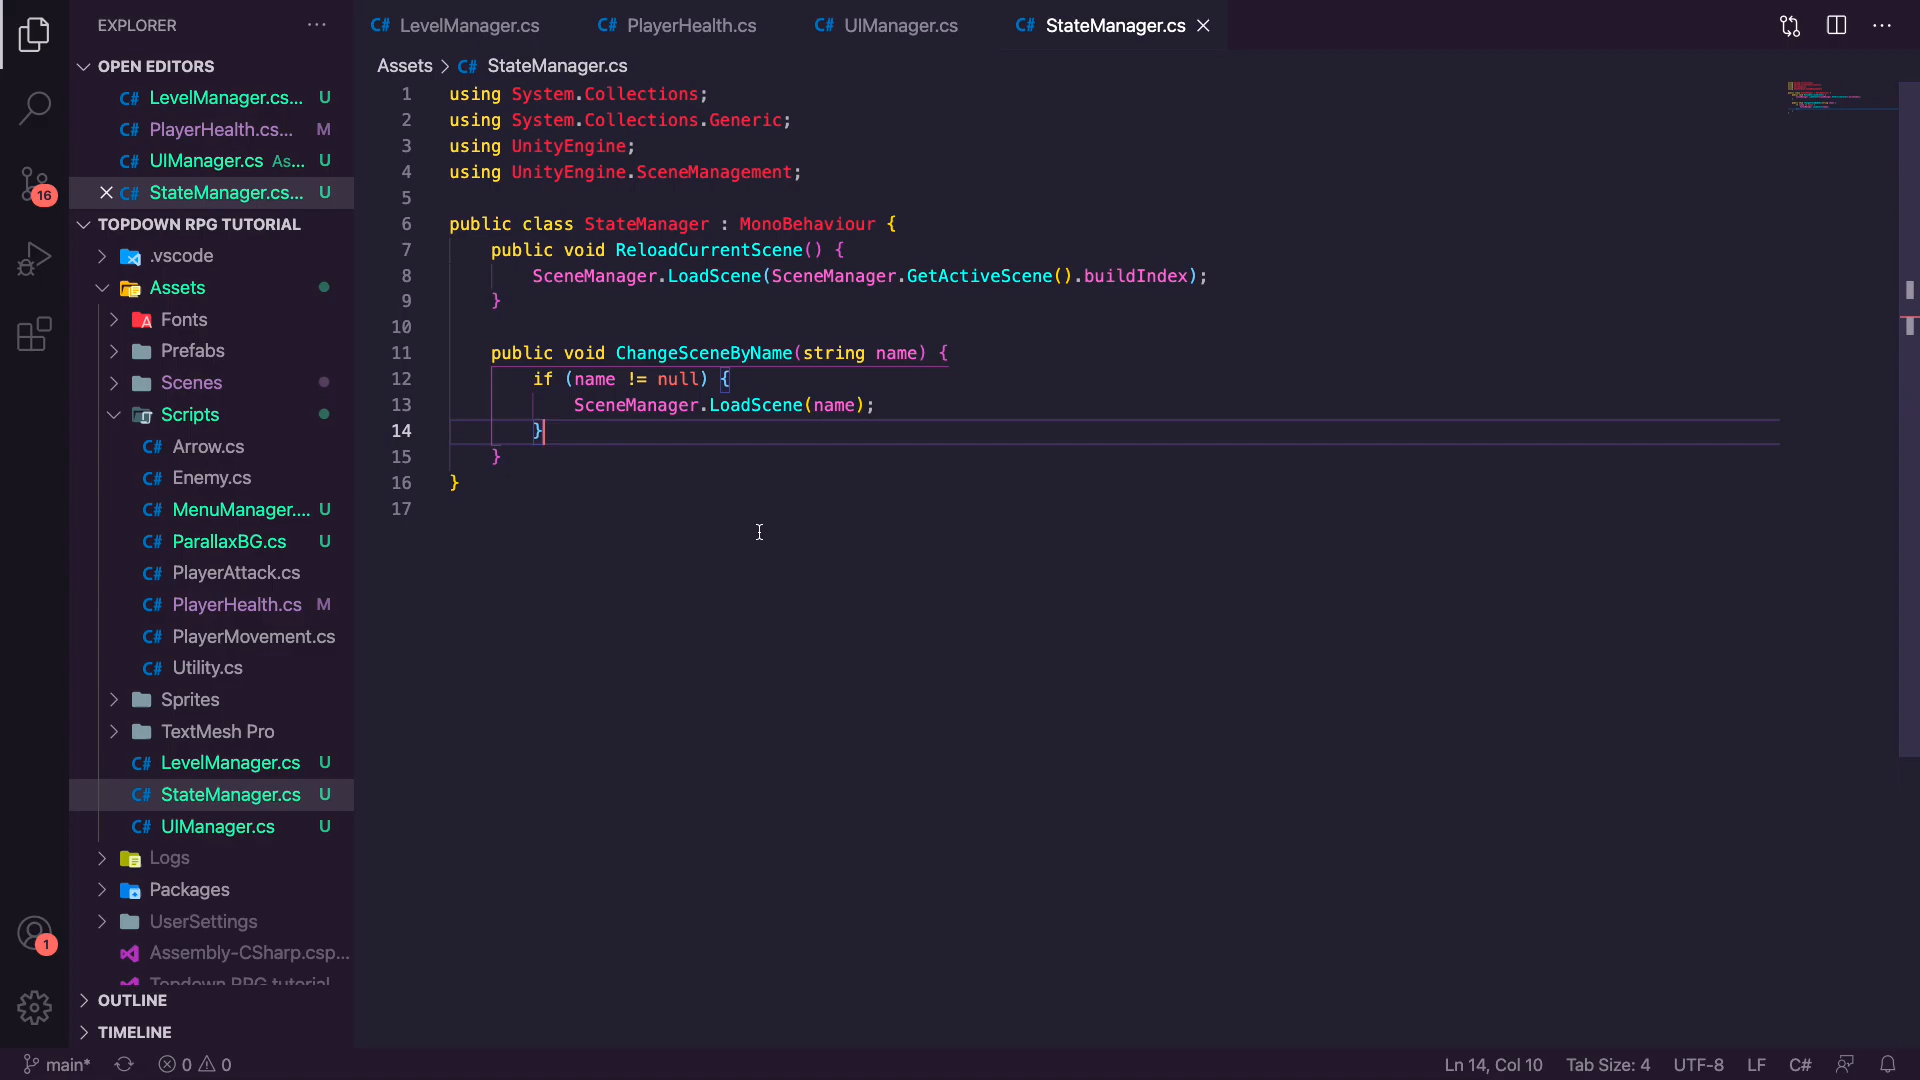 EXPLORER
OPEN EDITORS
C# LevelManager.cs... U
C# PlayerHealth.cs... M
C# UIManager.cs As... U
C# StateManager.cs... U
TOPDOWN RPG TUTORIAL
.vscode
Assets
Fonts
Prefabs
Scenes
Scripts
C# Arrow.cs
C# Enemy.cs
C# MenuManager.... U
C# ParallaxBG.cs U
C# PlayerAttack.cs
C# PlayerHealth.cs M
C# PlayerMovement.cs
C# Utility.cs
Sprites
TextMesh Pro
C# LevelManager.cs U
C# StateManager.cs U
C# UIManager.cs U
Logs
Packages
UserSettings
Assembly-CSharp.csp...
Topdown RPG tutorial
OUTLINE
TIMELINE
16
1
C# LevelManager.cs C# PlayerHealth.cs C# UIManager.cs C# StateManager.cs
Assets > C# StateManager.cs
1 using System.Collections;
2 using System.Collections.Generic;
3 using UnityEngine;
4 using UnityEngine.SceneManagement;
5
6 public class StateManager : MonoBehaviour {
7 public void ReloadCurrentScene() {
8 SceneManager.LoadScene(SceneManager.GetActiveScene().buildIndex);
9 }
10
11 public void ChangeSceneByName(string name) {
12 if (name != null) {
13 SceneManager.LoadScene(name);
14 }
15 }
16 }
17
main* 0 0 Ln 14, Col 10 Tab Size: 4 UTF-8 LF C#